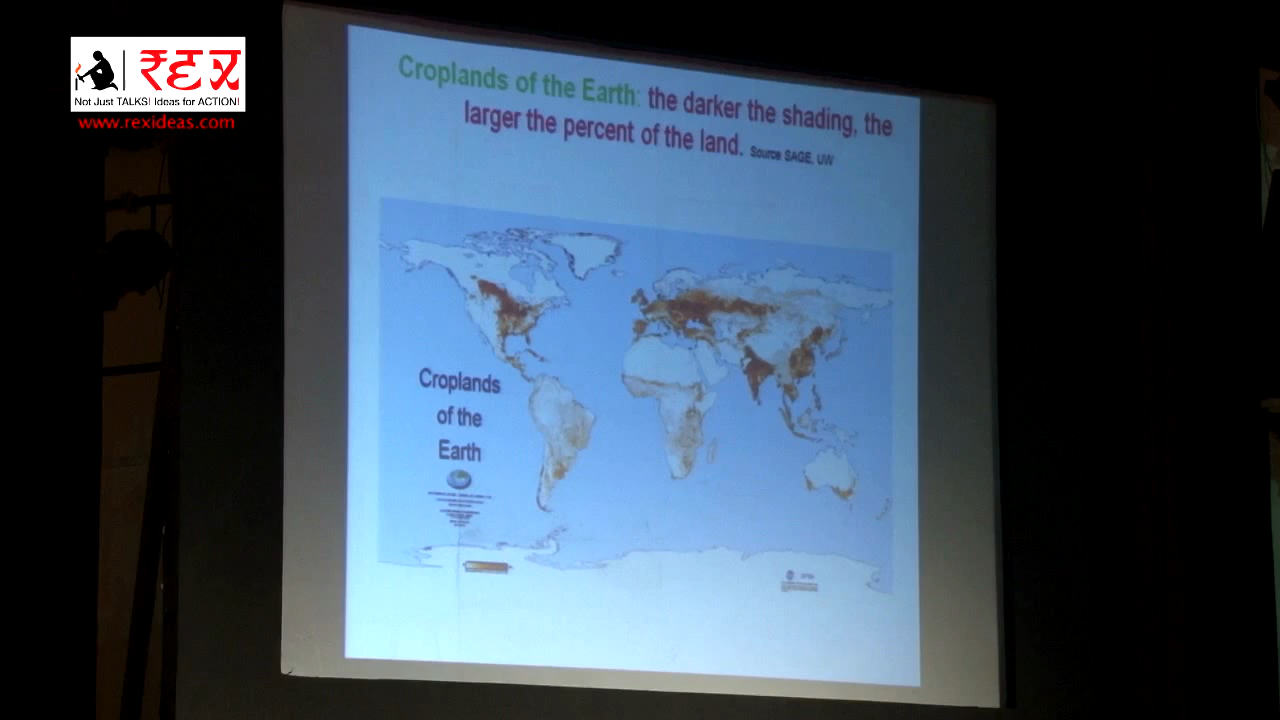 रEX
Not Just TALKS! Ideas for ACTION!
www.rexideas.com
Croplands of the Earth: the darker the shading, the
larger the percent of the land. Source SAGE, UW
Croplands
of the
Earth